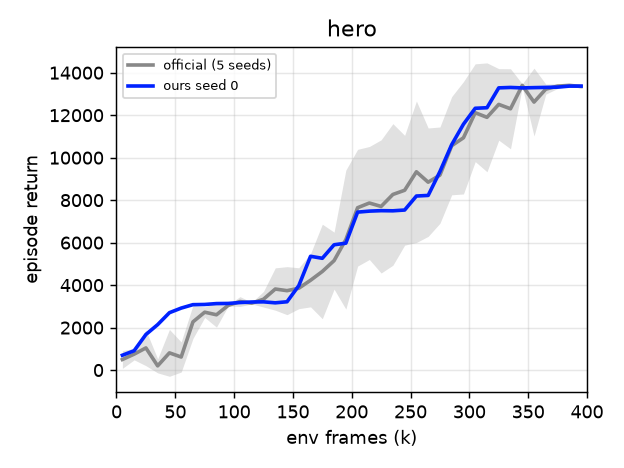 hero
official (5 seeds)
ours seed 0
episode return
14000
12000
10000
8000
6000
4000
2000
0
0 50 100 150 200 250 300 350 400
env frames (k)